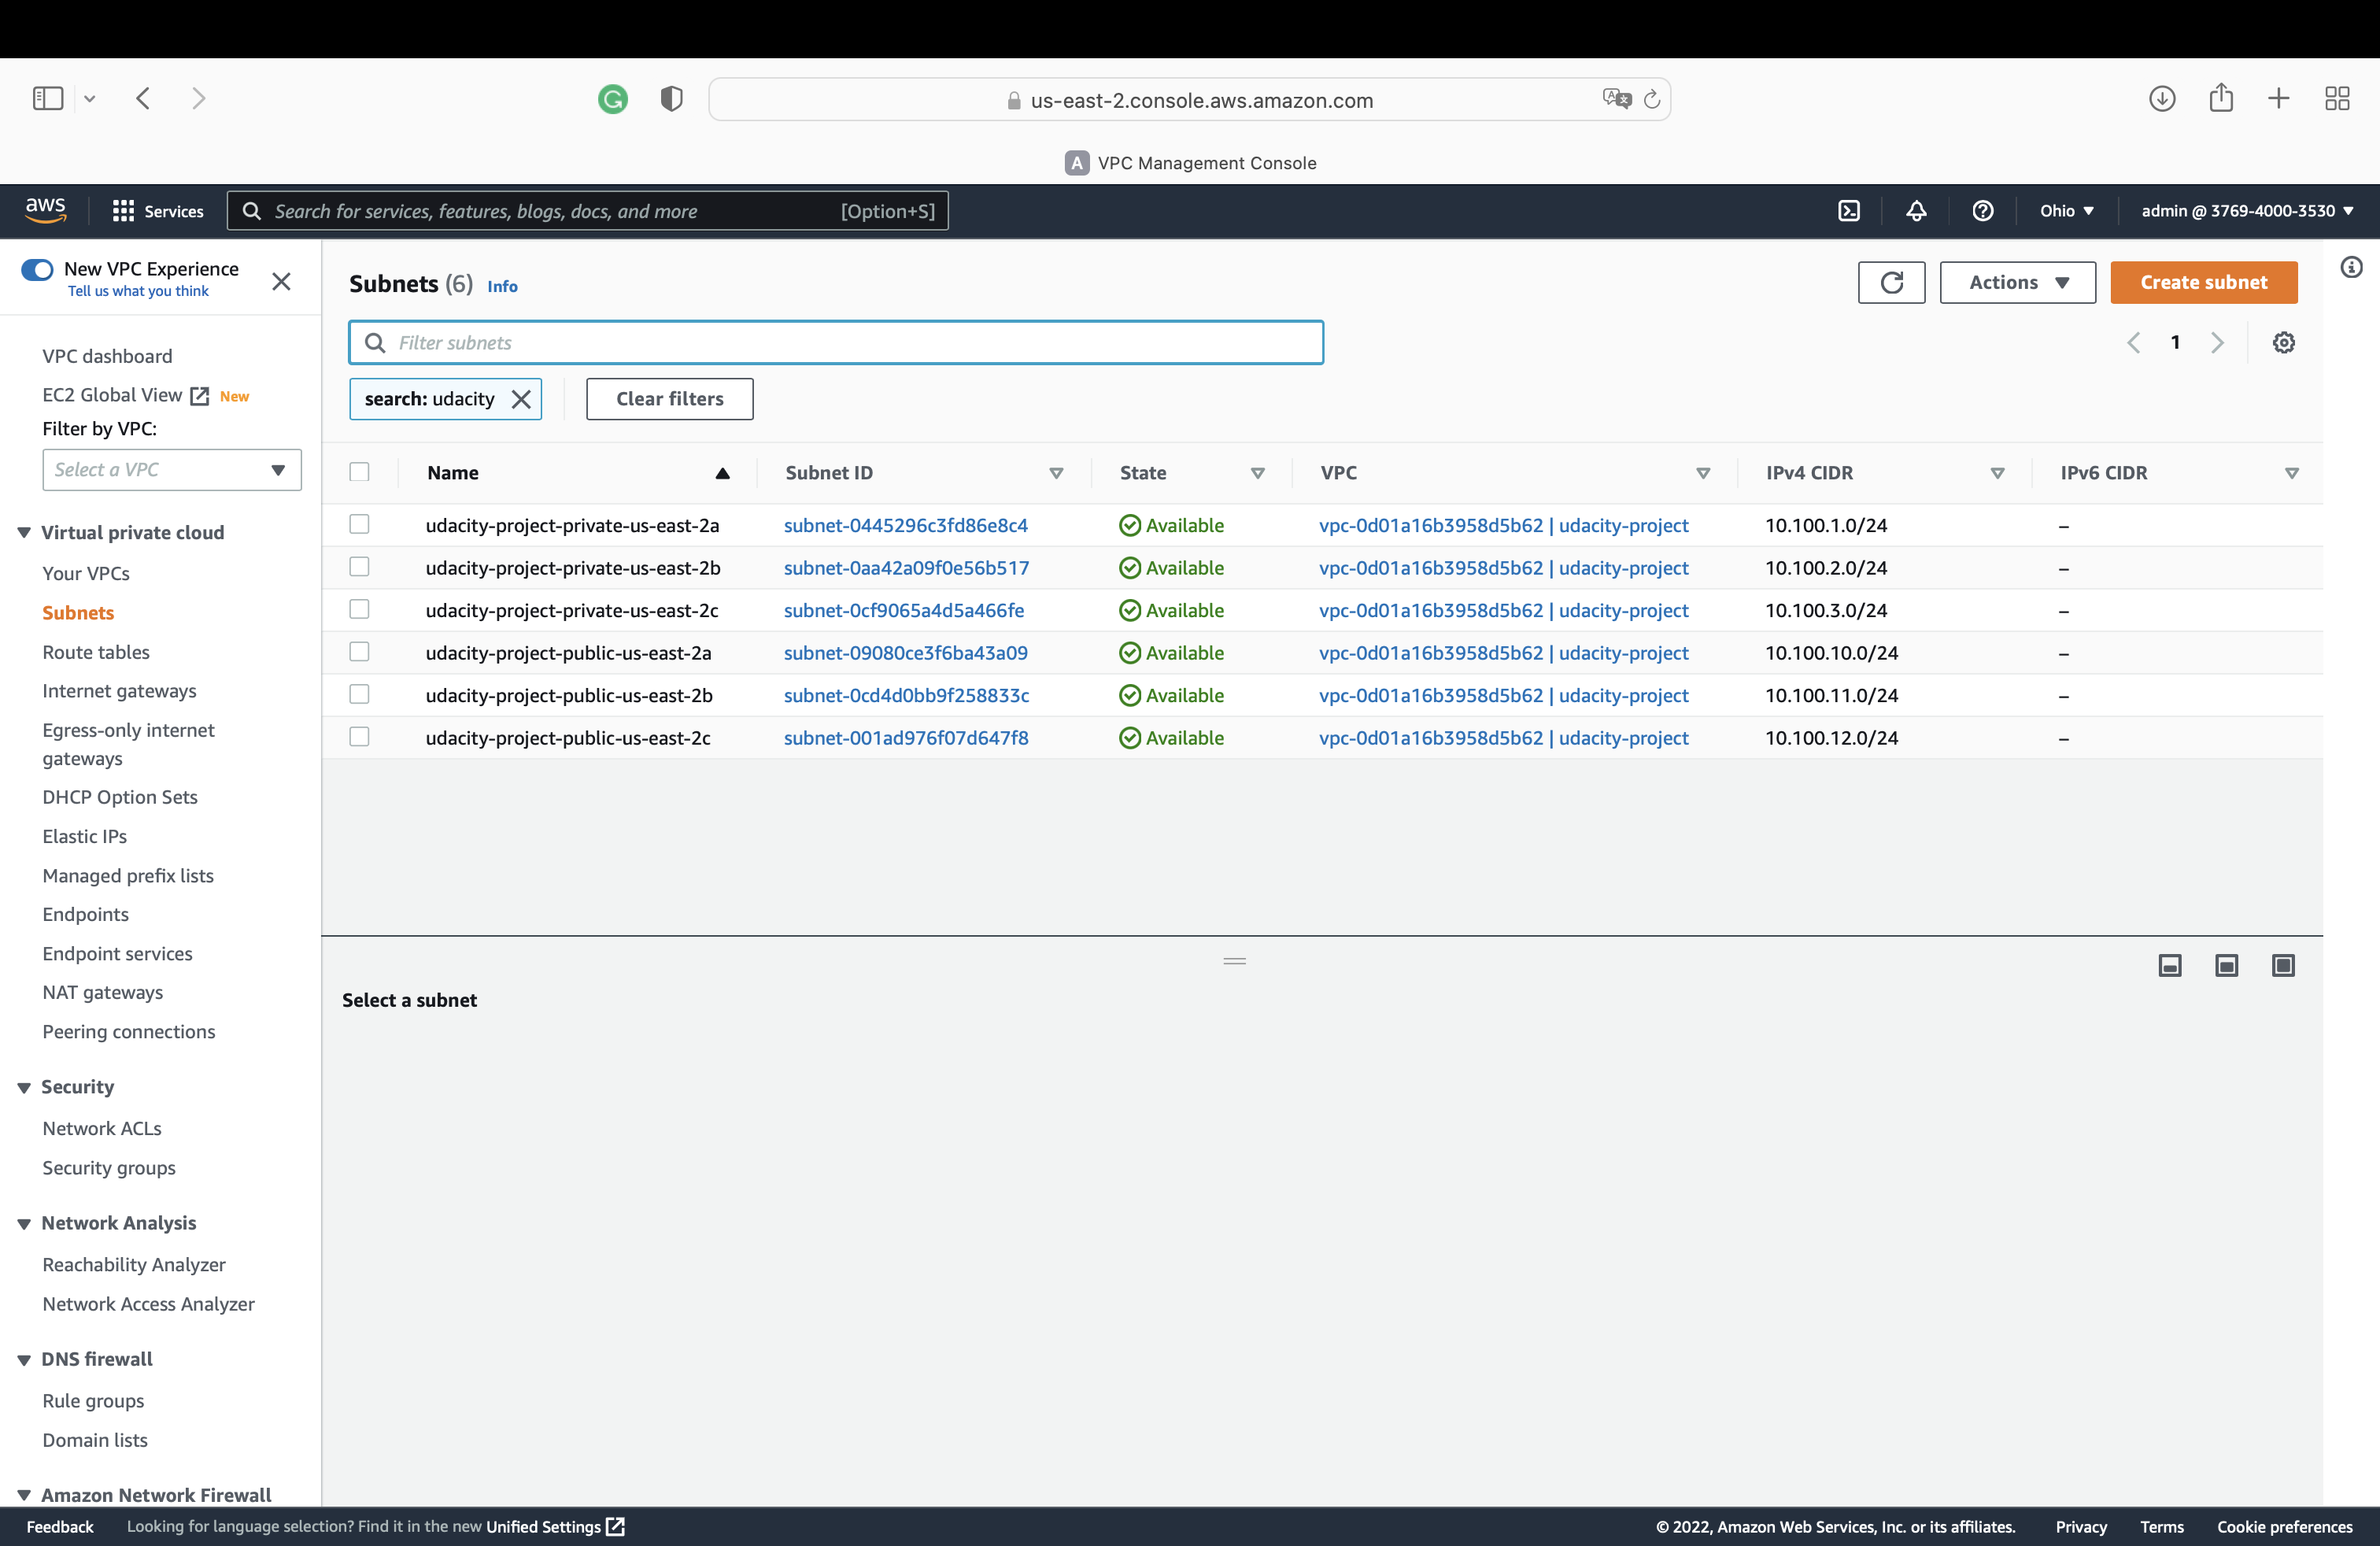 us-east-2.console.aws.amazon.com
A VPC Management Console
aws Services Search for services, features, blogs, docs, and more [Option+S] Ohio admin @ 3769-4000-3530
New VPC Experience
Tell us what you think
VPC dashboard
EC2 Global View New
Filter by VPC:
Select a VPC
Virtual private cloud
Your VPCs
Subnets
Route tables
Internet gateways
Egress-only internet
gateways
DHCP Option Sets
Elastic IPs
Managed prefix lists
Endpoints
Endpoint services
NAT gateways
Peering connections
Security
Network ACLs
Security groups
Network Analysis
Reachability Analyzer
Network Access Analyzer
DNS firewall
Rule groups
Domain lists
Amazon Network Firewall
Subnets (6) Info
Actions Create subnet
Filter subnets
1
search: udacity Clear filters
Name Subnet ID State VPC IPv4 CIDR IPv6 CIDR
udacity-project-private-us-east-2a subnet-0445296c3fd86e8c4 Available vpc-0d01a16b3958d5b62 | udacity-project 10.100.1.0/24 –
udacity-project-private-us-east-2b subnet-0aa42a09f0e56b517 Available vpc-0d01a16b3958d5b62 | udacity-project 10.100.2.0/24 –
udacity-project-private-us-east-2c subnet-0cf9065a4d5a466fe Available vpc-0d01a16b3958d5b62 | udacity-project 10.100.3.0/24 –
udacity-project-public-us-east-2a subnet-09080ce3f6ba43a09 Available vpc-0d01a16b3958d5b62 | udacity-project 10.100.10.0/24 –
udacity-project-public-us-east-2b subnet-0cd4d0bb9f258833c Available vpc-0d01a16b3958d5b62 | udacity-project 10.100.11.0/24 –
udacity-project-public-us-east-2c subnet-001ad976f07d647f8 Available vpc-0d01a16b3958d5b62 | udacity-project 10.100.12.0/24 –
Select a subnet
Feedback Looking for language selection? Find it in the new Unified Settings © 2022, Amazon Web Services, Inc. or its affiliates. Privacy Terms Cookie preferences